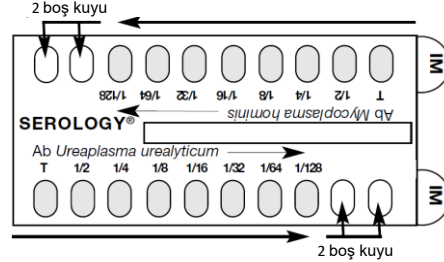 2 boş kuyu
IM
1/128 1/64 1/32 1/16 1/8 1/4 1/2 T
Ab Mycoplasma hominis
SEROLOGY®
Ab Ureaplasma urealyticum
T 1/2 1/4 1/8 1/16 1/32 1/64 1/128
IM
2 boş kuyu